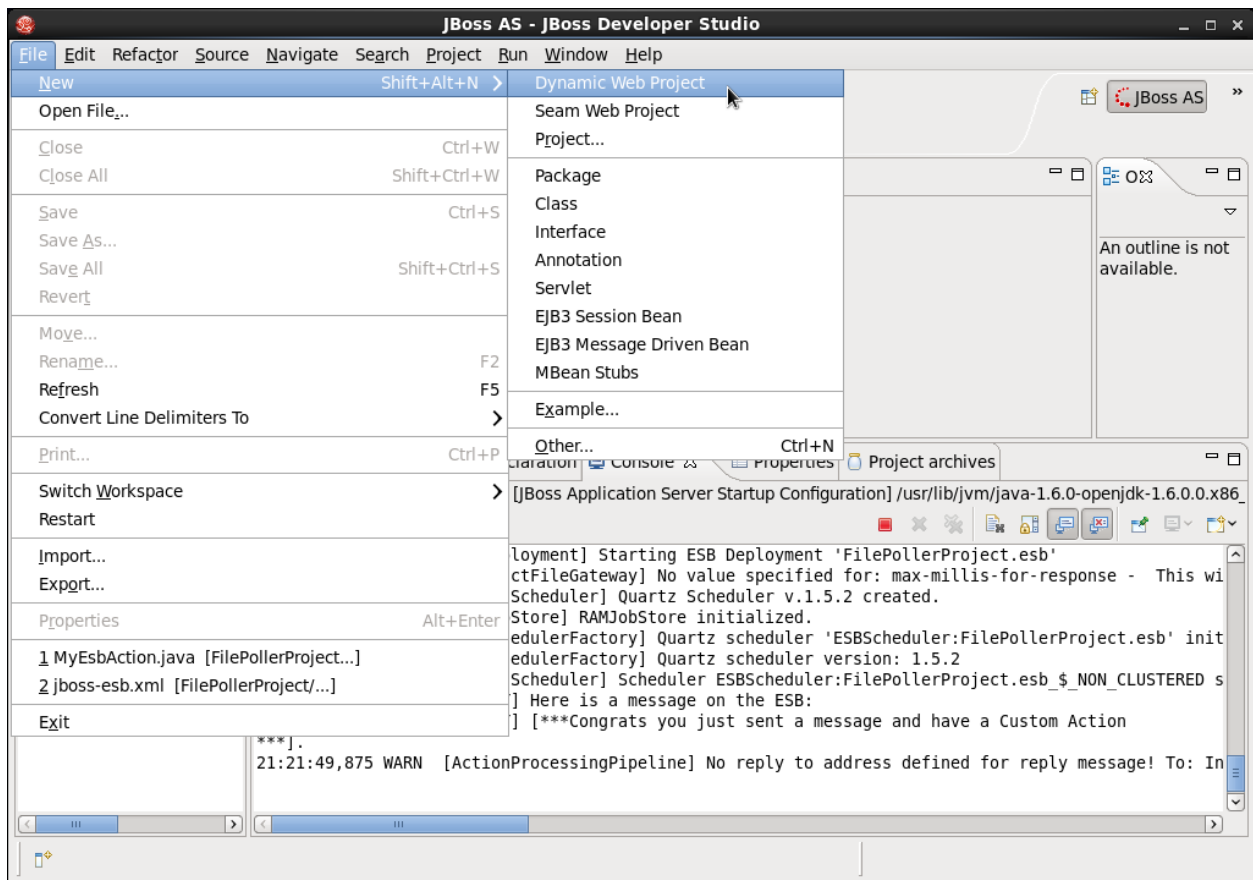 JBoss AS - JBoss Developer Studio
File Edit Refactor Source Navigate Search Project Run Window Help
New Shift+Alt+N
Open File...
Close Ctrl+W
Close All Shift+Ctrl+W
Save Ctrl+S
Save As...
Save All Shift+Ctrl+S
Revert
Move...
Rename... F2
Refresh F5
Convert Line Delimiters To
Print... Ctrl+P
Switch Workspace
Restart
Import...
Export...
Properties Alt+Enter
1 MyEsbAction.java [FilePollerProject...]
2 jboss-esb.xml [FilePollerProject/...]
Exit
Dynamic Web Project
Seam Web Project
Project...
Package
Class
Interface
Annotation
Servlet
EJB3 Session Bean
EJB3 Message Driven Bean
MBean Stubs
Example...
Other... Ctrl+N
JBoss AS »
O
An outline is not
available.
claration Console Properties Project archives
[JBoss Application Server Startup Configuration] /usr/lib/jvm/java-1.6.0-openjdk-1.6.0.0.x86_
loyment] Starting ESB Deployment 'FilePollerProject.esb'
ctFileGateway] No value specified for: max-millis-for-response - This wi
Scheduler] Quartz Scheduler v.1.5.2 created.
Store] RAMJobStore initialized.
edulerFactory] Quartz scheduler 'ESBScheduler:FilePollerProject.esb' init
edulerFactory] Quartz scheduler version: 1.5.2
Scheduler] Scheduler ESBScheduler:FilePollerProject.esb_$_NON_CLUSTERED s
] Here is a message on the ESB:
] [***Congrats you just sent a message and have a Custom Action
***].
21:21:49,875 WARN [ActionProcessingPipeline] No reply to address defined for reply message! To: In